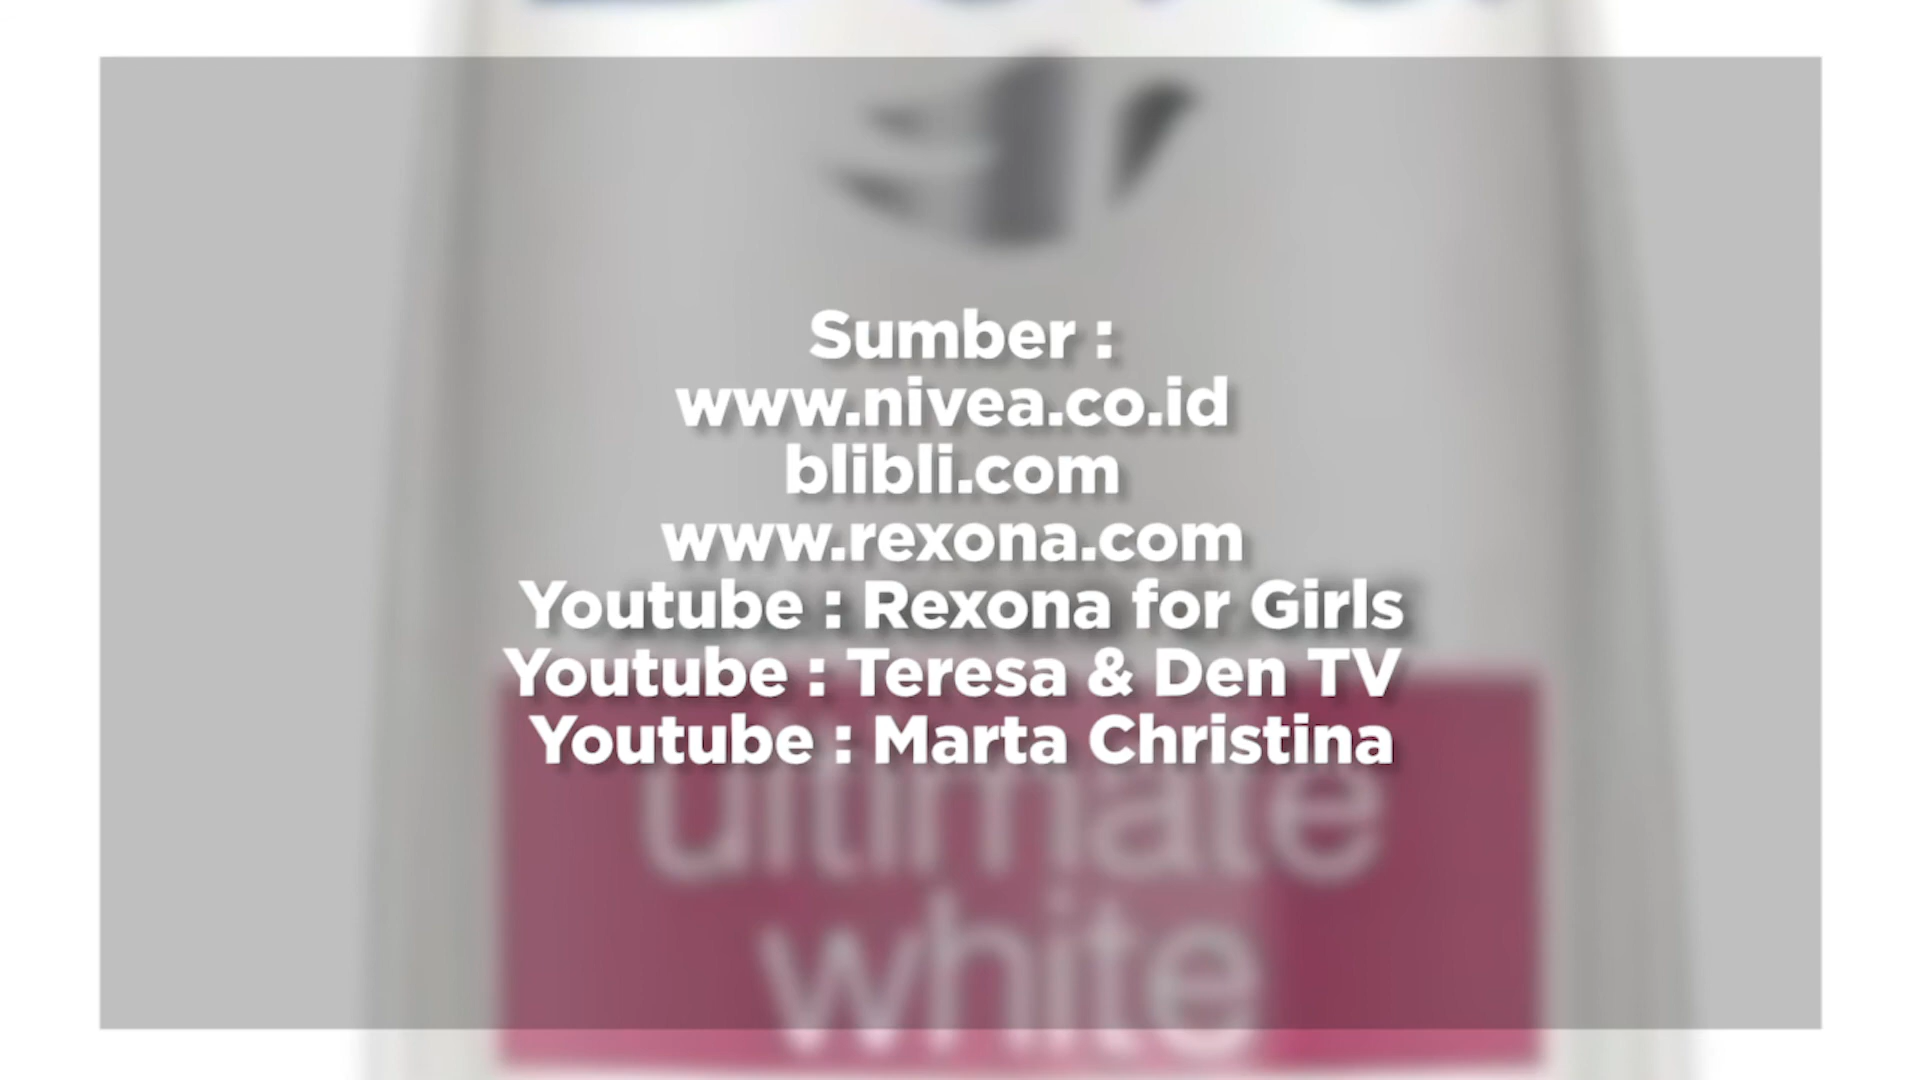 Sumber :
www.nivea.co.id
blibli.com
www.rexona.com
Youtube : Rexona for Girls
Youtube : Teresa & Den TV
Youtube : Marta Christina
ultimate
white